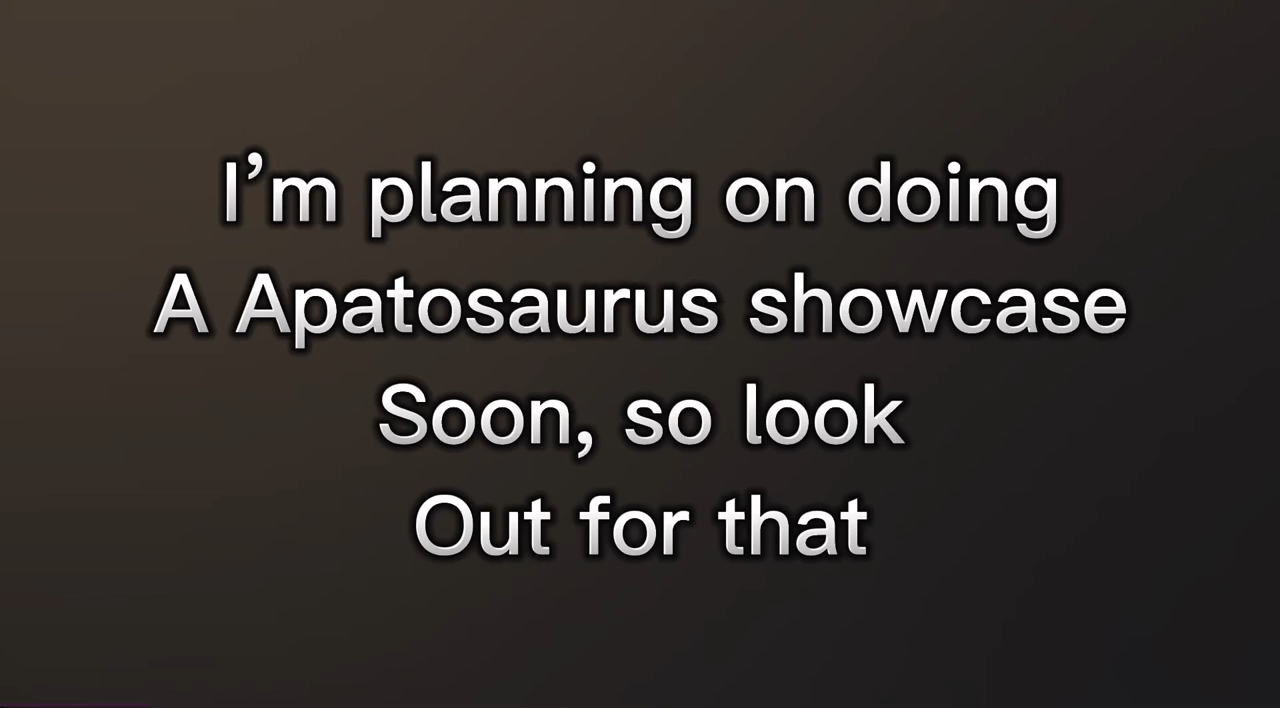 I’m planning on doing
A Apatosaurus showcase
Soon, so look
Out for that